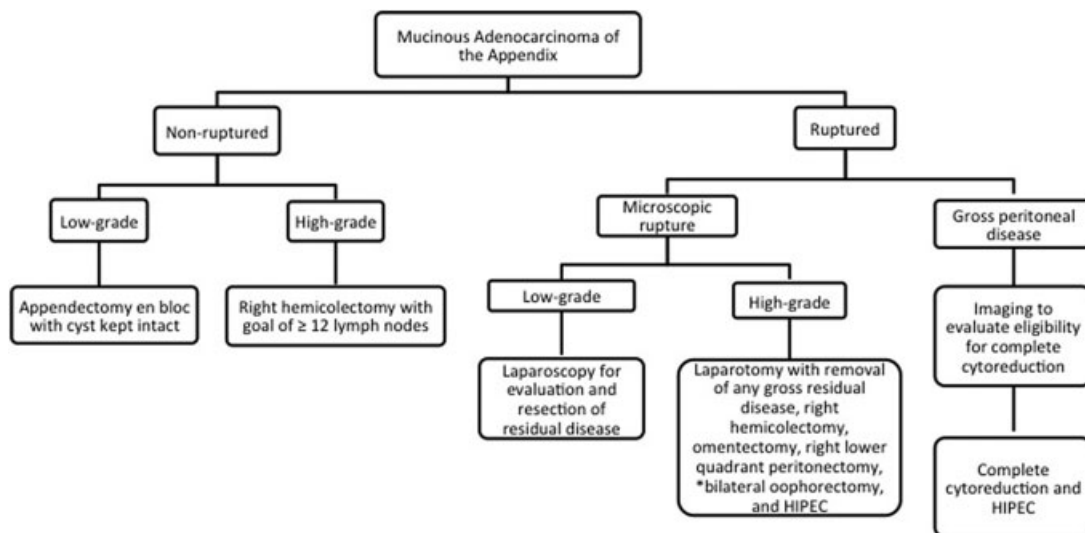 Mucinous Adenocarcinoma of
the Appendix
Non-ruptured
Ruptured
Low-grade
High-grade
Microscopic
rupture
Gross peritoneal
disease
Appendectomy en bloc
with cyst kept intact
Right hemicolectomy with
goal of ≥ 12 lymph nodes
Low-grade
High-grade
Imaging to
evaluate eligibility
for complete
cytoreduction
Laparoscopy for
evaluation and
resection of
residual disease
Laparotomy with removal
of any gross residual
disease, right
hemicolectomy,
omentectomy, right lower
quadrant peritonectomy,
*bilateral oophorectomy,
and HIPEC
Complete
cytoreduction and
HIPEC